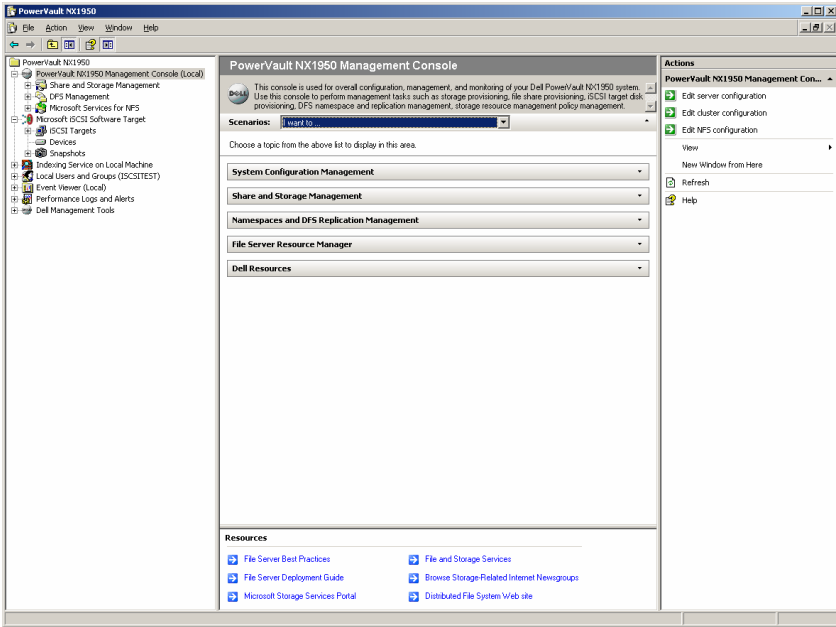 PowerVault NX1950
File Action View Window Help
PowerVault NX1950
PowerVault NX1950 Management Console (Local)
Share and Storage Management
DFS Management
Microsoft Services for NFS
Microsoft iSCSI Software Target
iSCSI Targets
Devices
Snapshots
Indexing Service on Local Machine
Local Users and Groups (ISCSITEST)
Event Viewer (Local)
Performance Logs and Alerts
Dell Management Tools
PowerVault NX1950 Management Console
DELL
This console is used for overall configuration, management, and monitoring of your Dell PowerVault NX1950 system.
Use this console to perform management tasks such as storage provisioning, file share provisioning, iSCSI target disk
provisioning, DFS namespace and replication management, storage resource management policy management.
Scenarios: I want to ...
Choose a topic from the above list to display in this area.
System Configuration Management
Share and Storage Management
Namespaces and DFS Replication Management
File Server Resource Manager
Dell Resources
Resources
File Server Best Practices
File and Storage Services
File Server Deployment Guide
Browse Storage-Related Internet Newsgroups
Microsoft Storage Services Portal
Distributed File System Web site
Actions
PowerVault NX1950 Management Con...
Edit server configuration
Edit cluster configuration
Edit NFS configuration
View
New Window from Here
Refresh
Help